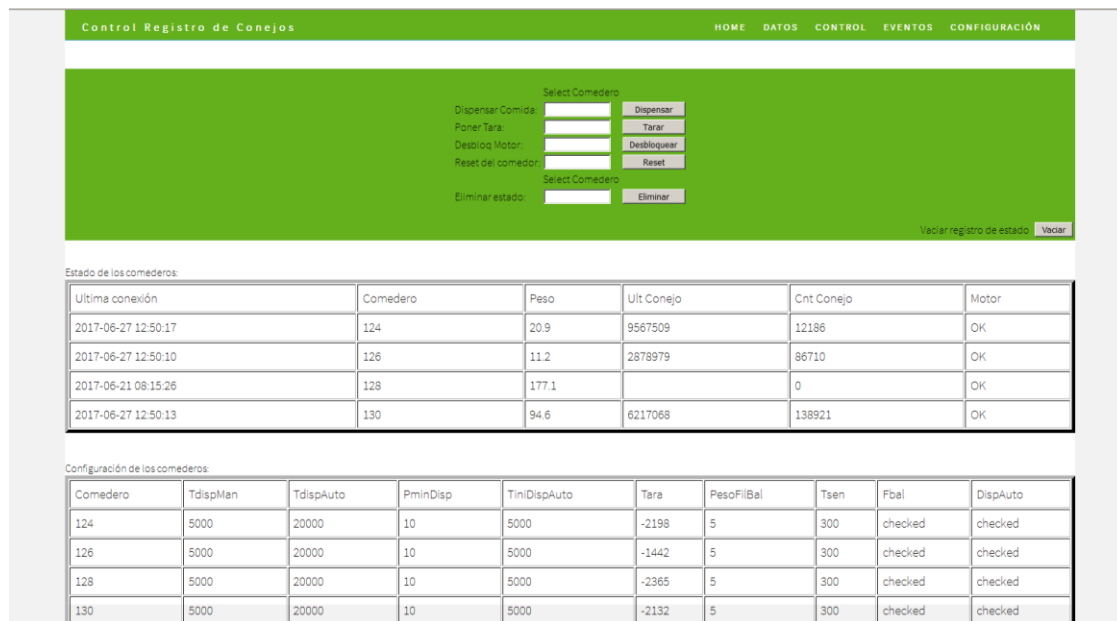 Control Registro de Conejos HOME DATOS CONTROL EVENTOS CONFIGURACIÓN
Select Comedero
Dispensar Comida: Dispensar
Poner Tara: Tarar
Desbloq Motor: Desbloquear
Reset del comedor: Reset
Select Comedero
Eliminar estado: Eliminar
Vaciar registro de estado Vaciar
Estado de los comederos:
Ultima conexión Comedero Peso Ult Conejo Cnt Conejo Motor
2017-06-27 12:50:17 124 20.9 9567509 12186 OK
2017-06-27 12:50:10 126 11.2 2878979 86710 OK
2017-06-21 08:15:26 128 177.1 0 OK
2017-06-27 12:50:13 130 94.6 6217068 138921 OK
Configuración de los comederos:
Comedero TdispMan TdispAuto PminDisp TiniDispAuto Tara PesoFilBal Tsen Fbal DispAuto
124 5000 20000 10 5000 -2198 5 300 checked checked
126 5000 20000 10 5000 -1442 5 300 checked checked
128 5000 20000 10 5000 -2365 5 300 checked checked
130 5000 20000 10 5000 -2132 5 300 checked checked